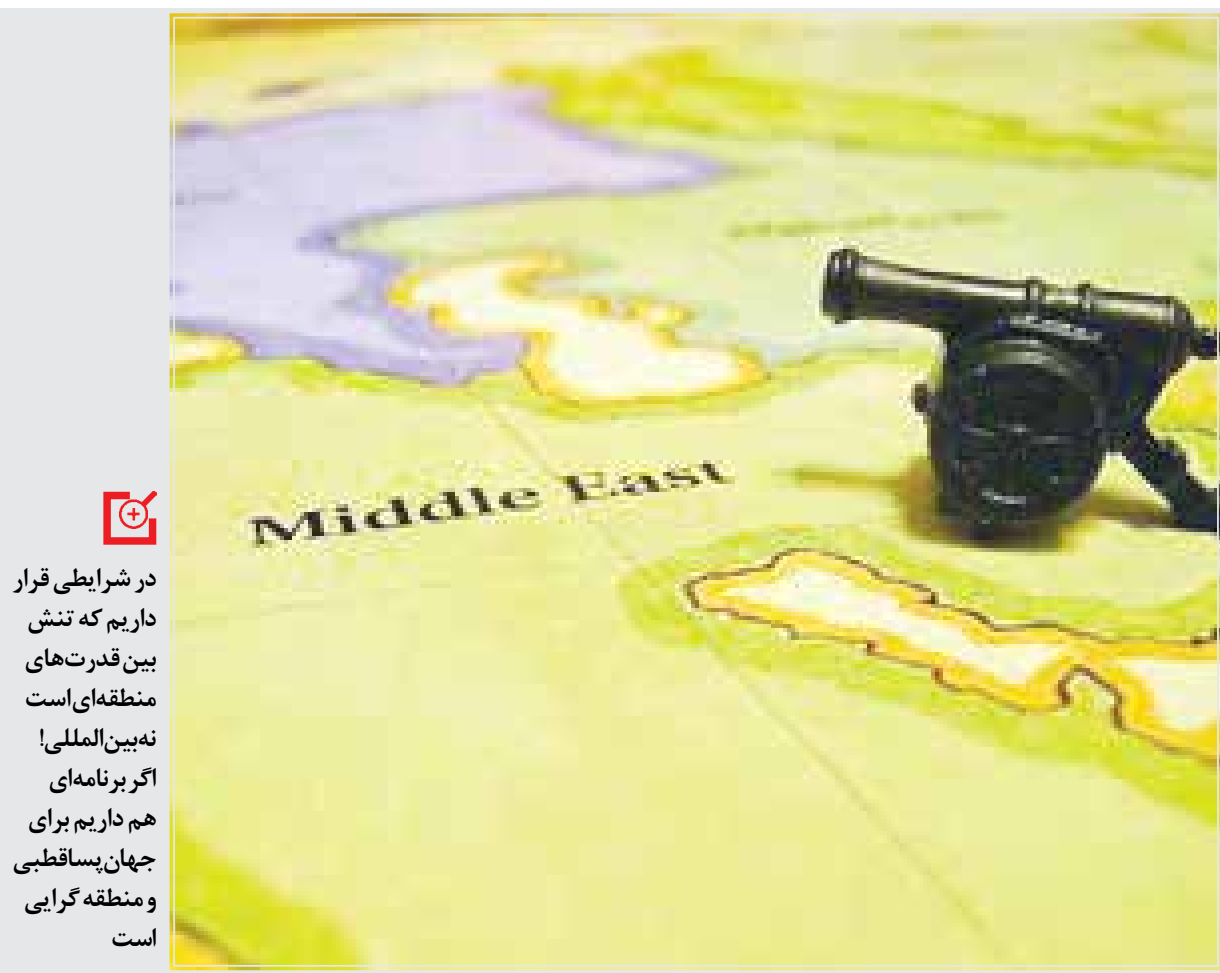 Middle East
در شرایطی قرار
داریم که تنش
بین قدرت‌های
منطقه‌ای است
نه‌بین‌المللی!
اگر برنامه‌ای
هم داریم برای
جهان پساقطبی
و منطقه گرایی
است